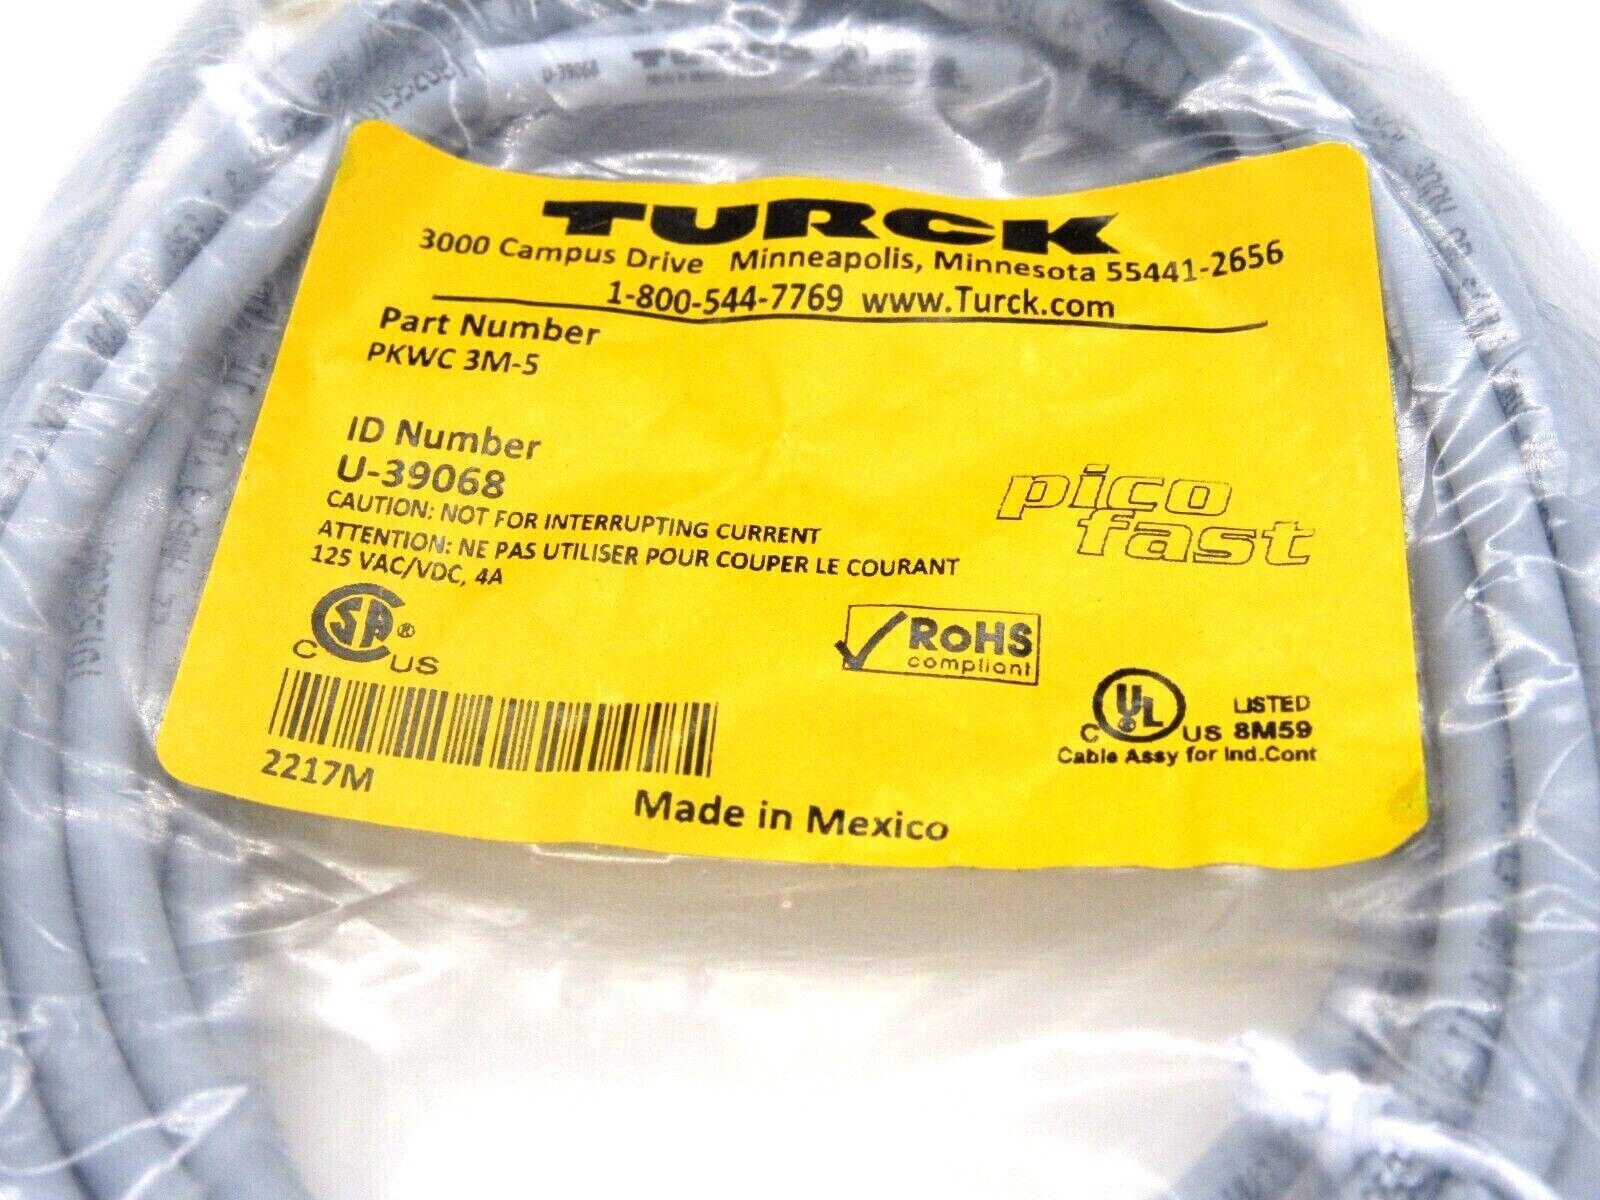 U-39068
TURCK
3000 Campus Drive Minneapolis, Minnesota 55441-2656
1-800-544-7769 www.Turck.com
Part Number
PKWC 3M-5
ID Number
U-39068
CAUTION: NOT FOR INTERRUPTING CURRENT
ATTENTION: NE PAS UTILISER POUR COUPER LE COURANT
125 VAC/VDC, 4A
pico
fast
C SA ® C US
RoHS
compliant
UL ® C US LISTED 8M59
Cable Assy for Ind.Cont
2217M
Made in Mexico